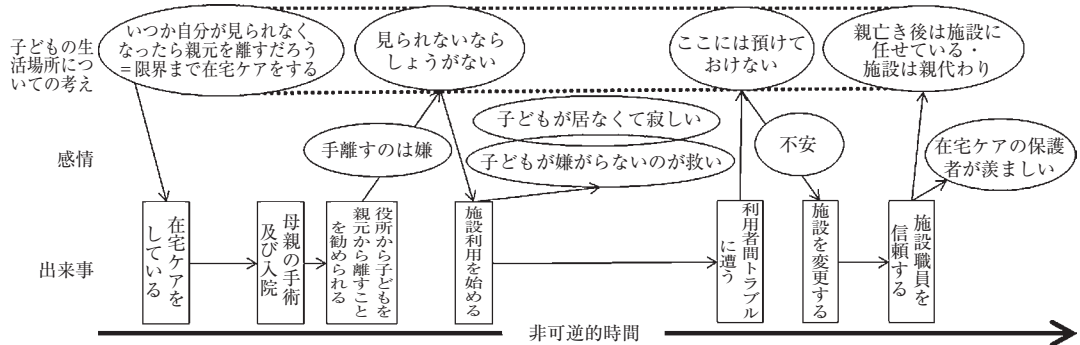 子どもの生
活場所につ
いての考え
いつか自分が見られなく
なったら親元を離すだろう
＝限界まで在宅ケアをする
見られないなら
しょうがない
ここには預けて
おけない
親亡き後は施設に
任せている・
施設は親代わり
感情
手離すのは嫌
子どもが居なくて寂しい
子どもが嫌がらないのが救い
不安
在宅ケアの保護
者が羨ましい
出来事
在宅ケアを
している
母親の手術
及び入院
役所から子どもを
親元から離すこと
を勧められる
施設利用を始める
利用者間トラブル
に遭う
施設を変更する
施設職員を
信頼する
非可逆的時間